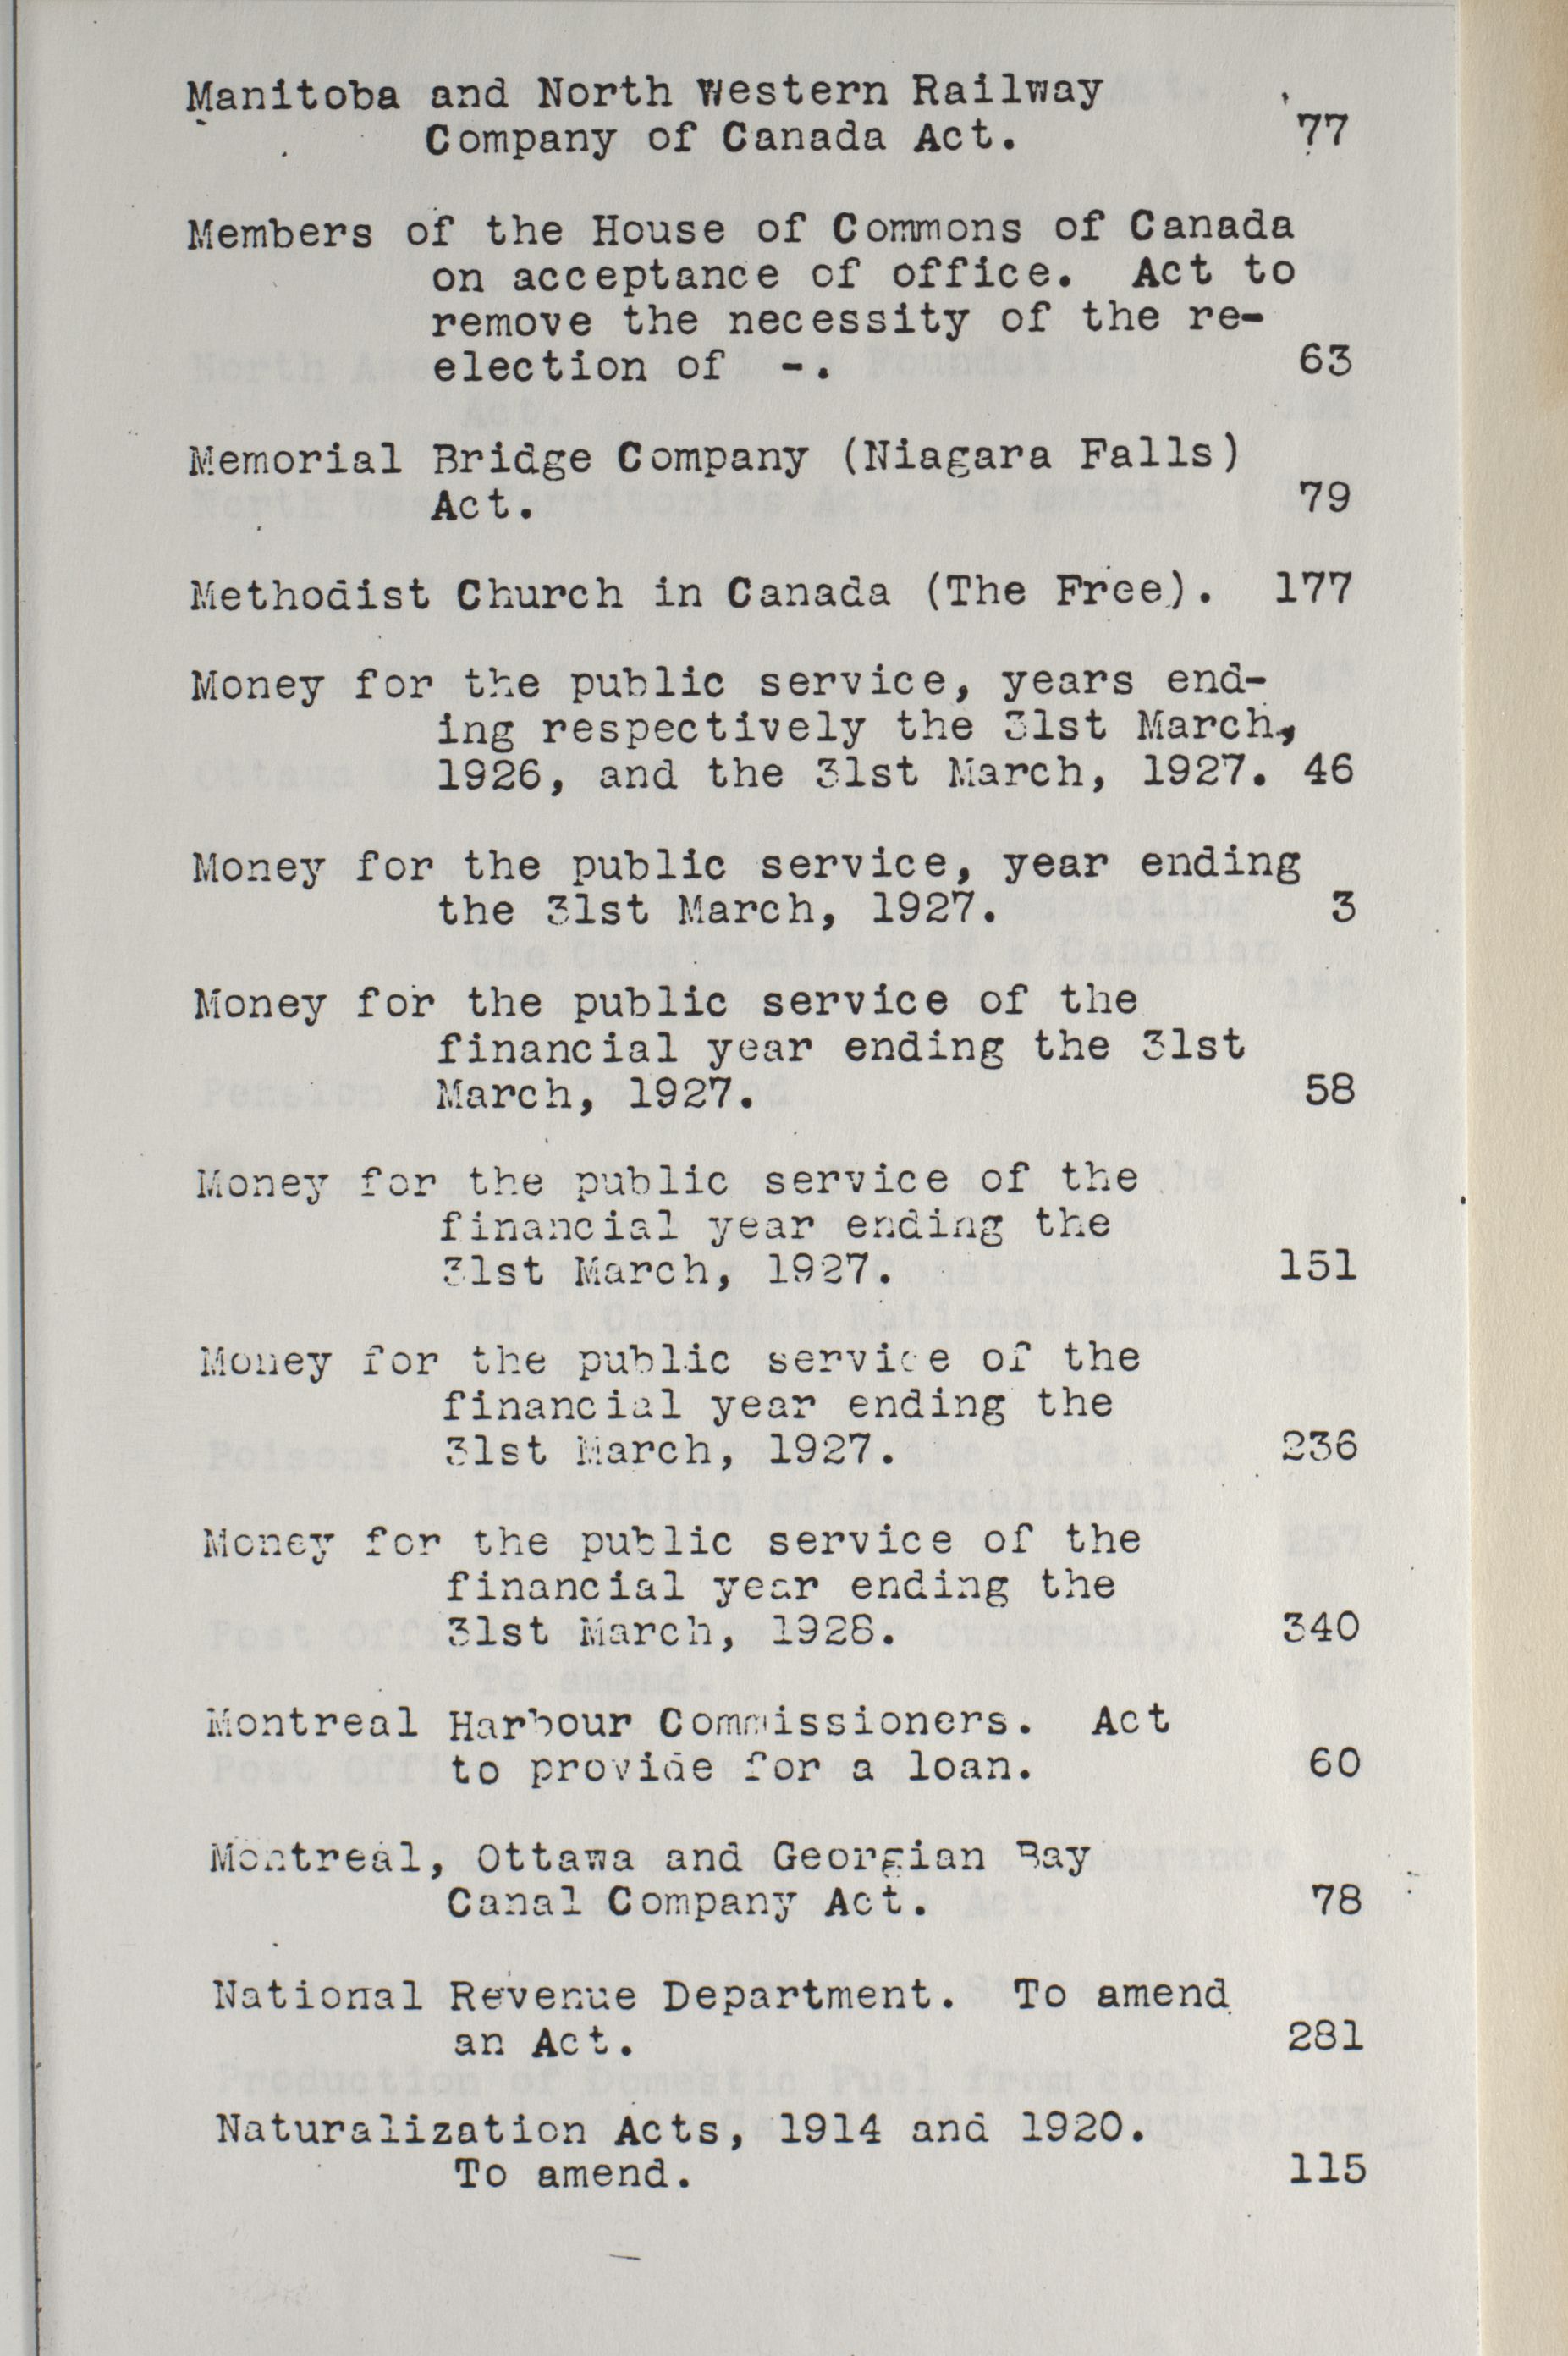 Manitoba and North Western Railway
Company of Canada Act. 77
Members of the House of Commons of Canada
on acceptance of office. Act to
remove the necessity of the re-
election of -. 63
Memorial Bridge Company (Niagara Falls)
Act. 79
Methodist Church in Canada (The Free). 177
Money for the public service, years end-
ing respectively the 31st March,
1926, and the 31st March, 1927. 46
Money for the public service, year ending
the 31st March, 1927. 3
Money for the public service of the
financial year ending the 31st
March, 1927. 58
Money for the public service of the
financial year ending the
31st March, 1927. 151
Money for the public service of the
financial year ending the
31st March, 1927. 236
Money for the public service of the
financial year ending the
31st March, 1928. 340
Montreal Harbour Commissioners. Act
to provide for a loan. 60
Montreal, Ottawa and Georgian Bay
Canal Company Act. 78
National Revenue Department. To amend
an Act. 281
Naturalization Acts, 1914 and 1920.
To amend. 115